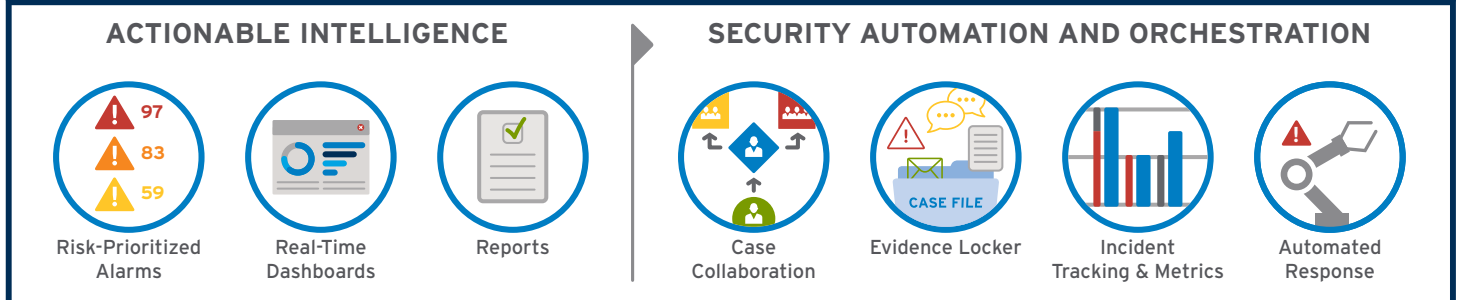 ACTIONABLE INTELLIGENCE
97
83
59
Risk-Prioritized
Alarms
Real-Time
Dashboards
Reports
SECURITY AUTOMATION AND ORCHESTRATION
Case
Collaboration
CASE FILE
Evidence Locker
Incident
Tracking & Metrics
Automated
Response